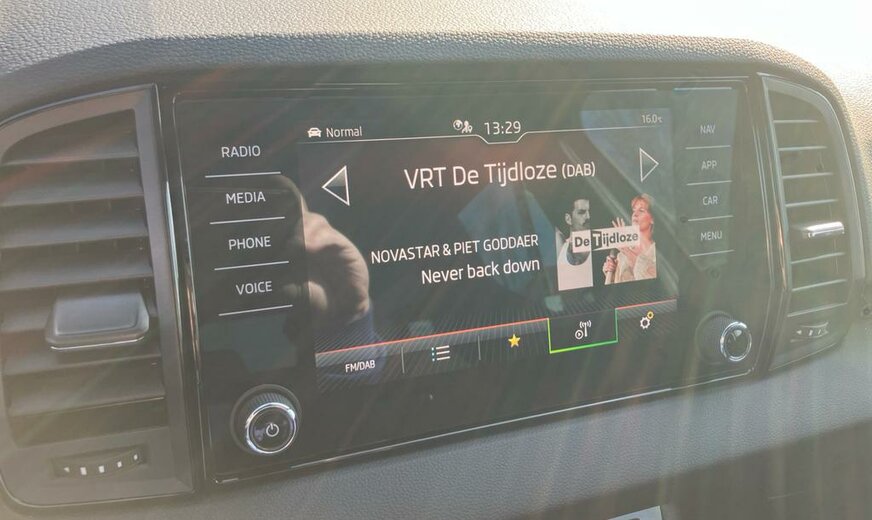 RADIO
MEDIA
PHONE
VOICE
Normal
13:29
16.0°c
VRT De Tijdloze (DAB)
NOVASTAR & PIET GODDAER
Never back down
De Tijdloze
FM/DAB
NAV
APP
CAR
MENU